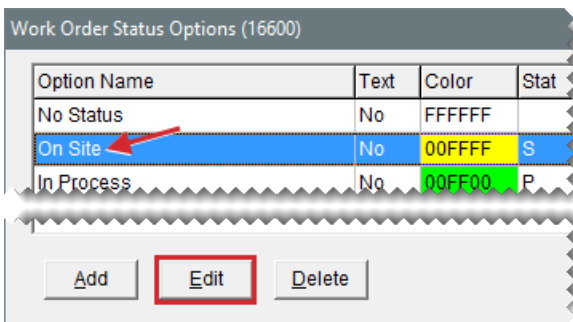 Work Order Status Options (16600)
Option Name Text Color Stat
No Status No FFFFFF
On Site No 00FFFF S
In Process No 00FF00 P
Add Edit Delete